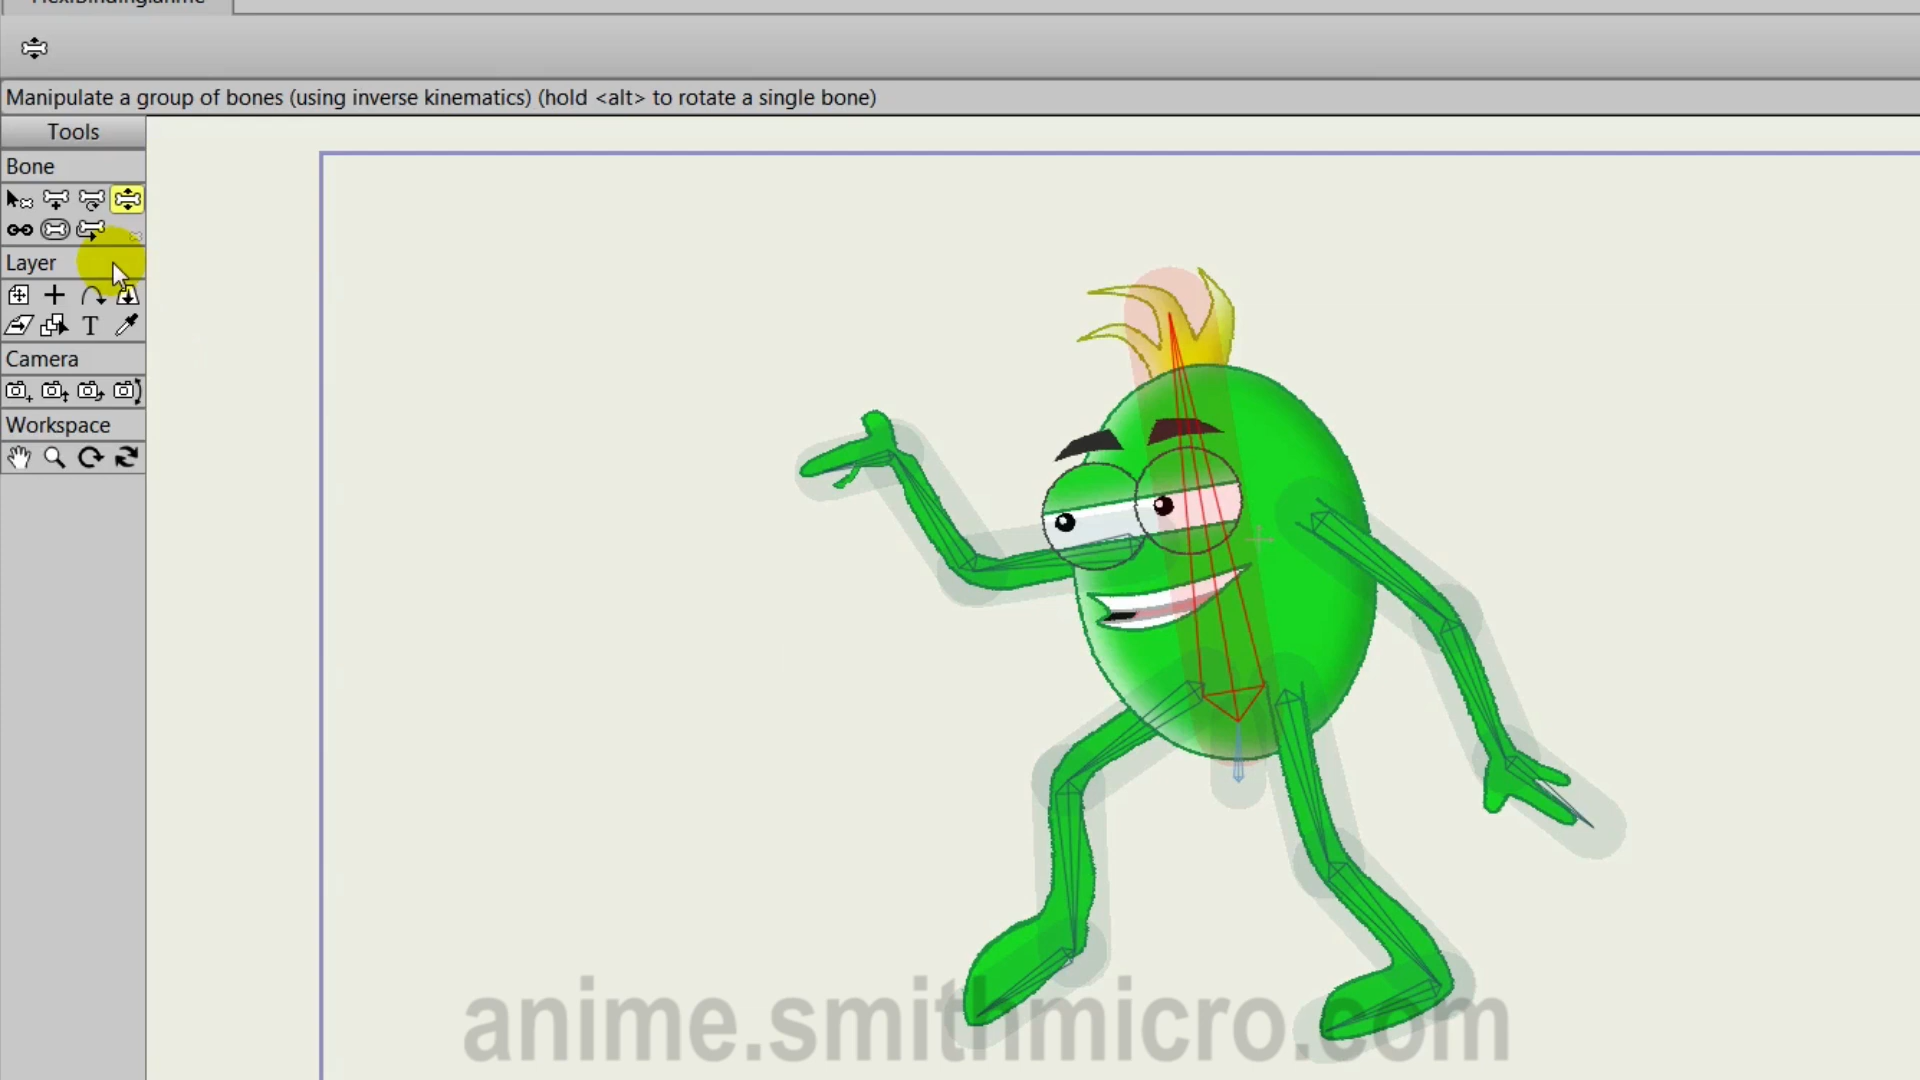 Manipulate a group of bones (using inverse kinematics) (hold <alt> to rotate a single bone)
Tools
Bone
Layer
T
Camera
Workspace
anime.smithmicro.com